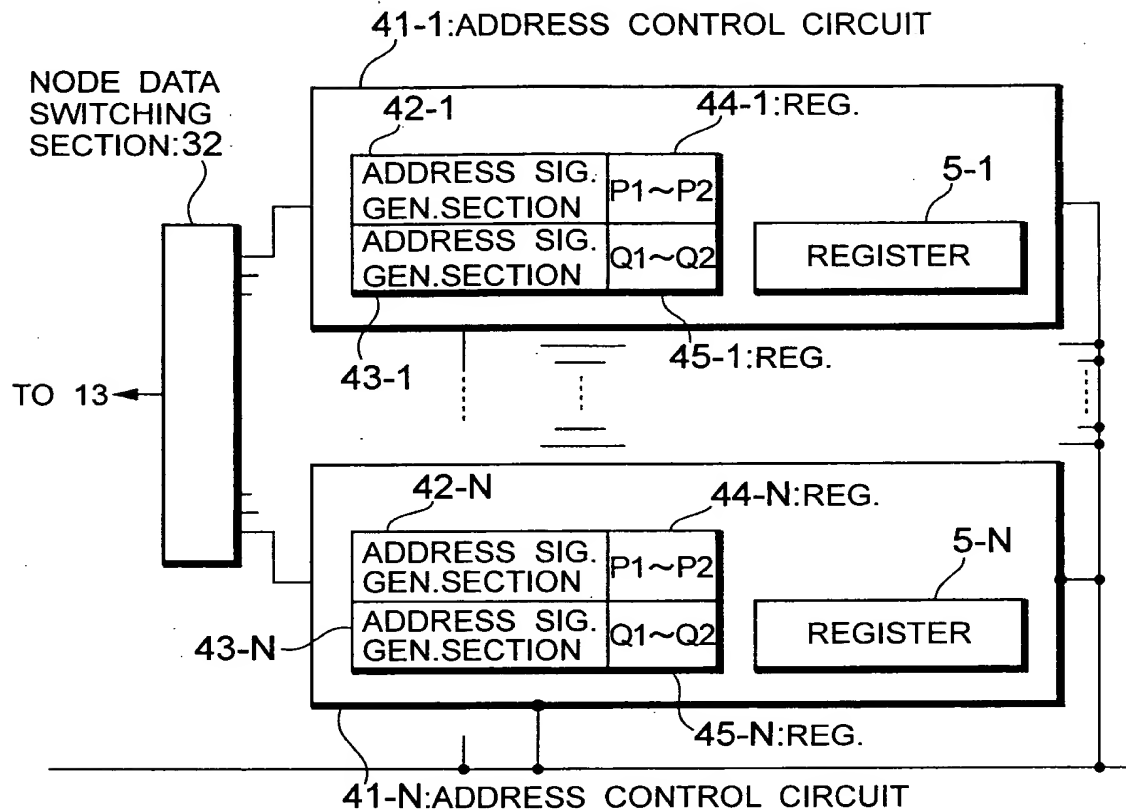 41-1:ADDRESS CONTROL CIRCUIT
NODE DATA
SWITCHING
SECTION:32
42-1
44-1:REG.
ADDRESS SIG.
GEN.SECTION
P1~P2
5-1
ADDRESS SIG.
GEN.SECTION
Q1~Q2
REGISTER
43-1
45-1:REG.
TO 13
42-N
44-N:REG.
ADDRESS SIG.
GEN.SECTION
P1~P2
5-N
ADDRESS SIG.
GEN.SECTION
Q1~Q2
REGISTER
43-N
45-N:REG.
41-N:ADDRESS CONTROL CIRCUIT